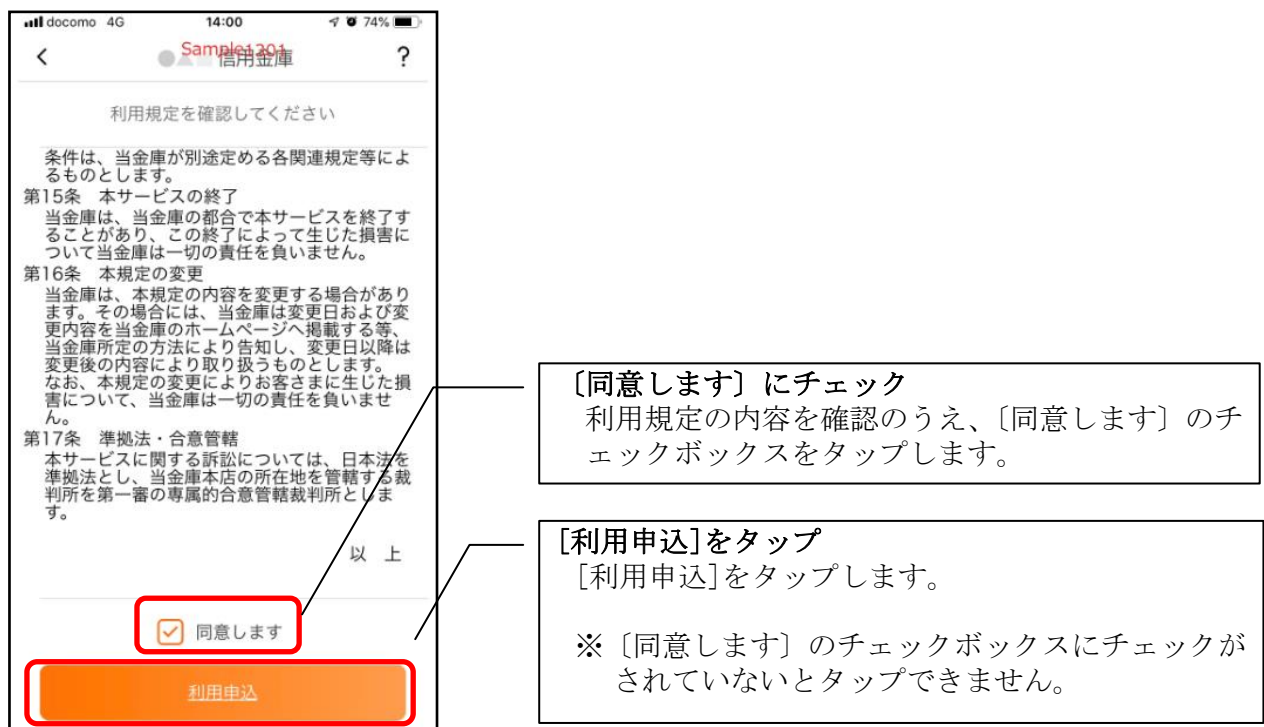 docomo 4G 14:00 74%
Sample1301
●▲■信用金庫 ?
利用規定を確認してください
条件は、当金庫が別途定める各関連規定等によ
るものとします。
第15条 本サービスの終了
当金庫は、当金庫の都合で本サービスを終了す
ることがあり、この終了によって生じた損害に
ついて当金庫は一切の責任を負いません。
第16条 本規定の変更
当金庫は、本規定の内容を変更する場合があり
ます。その場合には、当金庫は変更日および変
更内容を当金庫のホームページへ掲載する等、
当金庫所定の方法により告知し、変更日以降は
変更後の内容により取り扱うものとします。
なお、本規定の変更によりお客さまに生じた損
害について、当金庫は一切の責任を負いませ
ん。
第17条 準拠法・合意管轄
本サービスに関する訴訟については、日本法を
準拠法とし、当金庫本店の所在地を管轄する裁
判所を第一審の専属的合意管轄裁判所としま
す。
以 上
同意します
利用申込
〔同意します〕にチェック
利用規定の内容を確認のうえ、〔同意します〕のチ
ェックボックスをタップします。
[利用申込]をタップ
[利用申込]をタップします。
※〔同意します〕のチェックボックスにチェックが
されていないとタップできません。